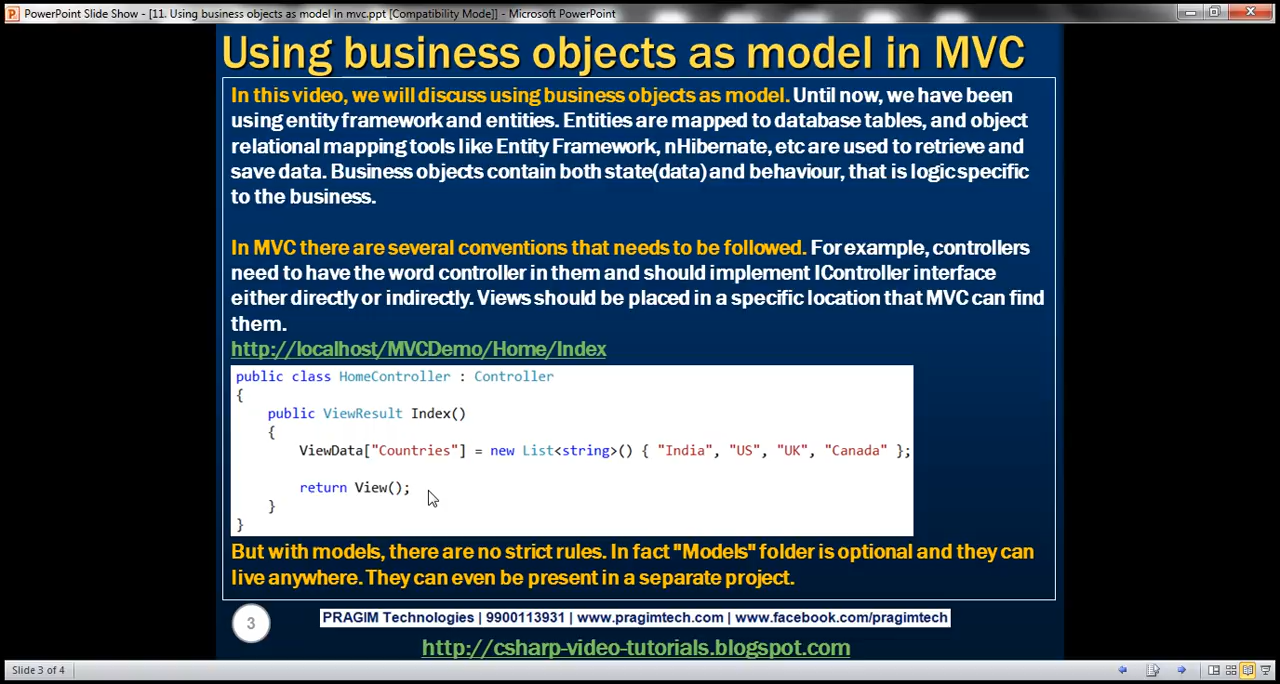 PowerPoint Slide Show - [11. Using business objects as model in mvc.ppt [Compatibility Mode]] - Microsoft PowerPoint
Using business objects as model in MVC
In this video, we will discuss using business objects as model. Until now, we have been
using entity framework and entities. Entities are mapped to database tables, and object
relational mapping tools like Entity Framework, nHibernate, etc are used to retrieve and
save data. Business objects contain both state(data) and behaviour, that is logic specific
to the business.
In MVC there are several conventions that needs to be followed. For example, controllers
need to have the word controller in them and should implement IController interface
either directly or indirectly. Views should be placed in a specific location that MVC can find
them.
http://localhost/MVCDemo/Home/Index
public class HomeController : Controller
{
public ViewResult Index()
{
ViewData["Countries"] = new List<string>() { "India", "US", "UK", "Canada" };
return View();
}
}
But with models, there are no strict rules. In fact "Models" folder is optional and they can
live anywhere. They can even be present in a separate project.
3
PRAGIM Technologies | 9900113931 | www.pragimtech.com | www.facebook.com/pragimtech
http://csharp-video-tutorials.blogspot.com
Slide 3 of 4